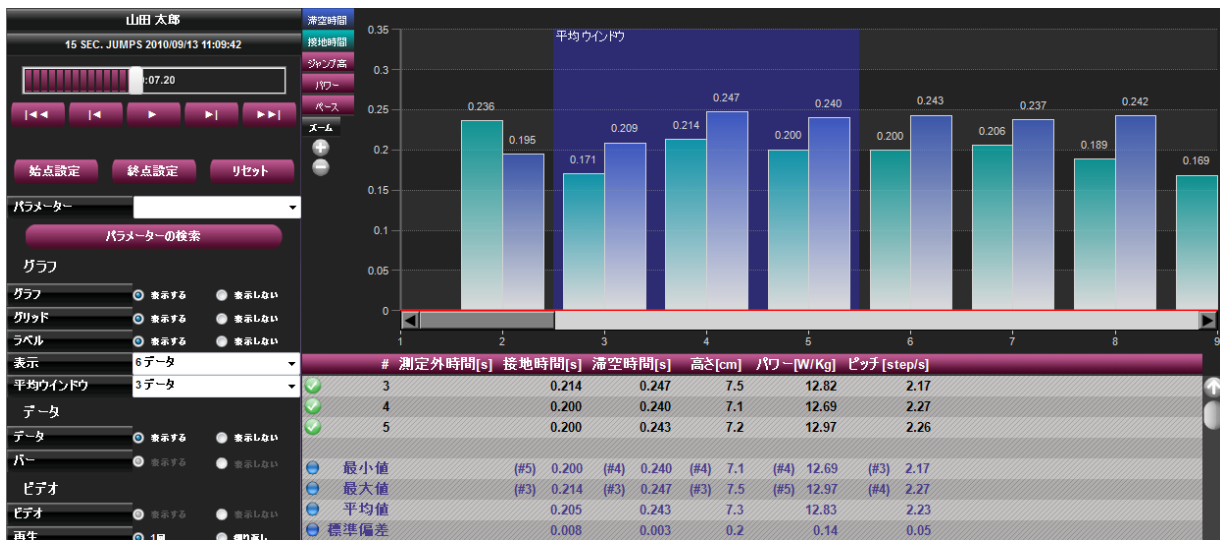 山田 太郎
15 SEC. JUMPS 2010/09/13 11:09:42
:07.20
始点設定 終点設定 リセット
パラメーター
パラメーターの検索
グラフ
グラフ 表示する 表示しない
グリッド 表示する 表示しない
ラベル 表示する 表示しない
表示 6 データ
平均ウインドウ 3 データ
データ
データ 表示する 表示しない
バー 表示する 表示しない
ビデオ
ビデオ 表示する 表示しない
再生 1回 繰り返し
滞空時間
接地時間
ジャンプ高
パワー
ペース
ズーム
平均 ウインドウ
0.35
0.3
0.25
0.2
0.15
0.1
0.05
0
0.236 0.195 0.171 0.209 0.214 0.247 0.200 0.240 0.200 0.243 0.206 0.237 0.189 0.242 0.169
1 2 3 4 5 6 7 8 9
# 測定外時間[s] 接地時間[s] 滞空時間[s] 高さ[cm] パワー[W/Kg] ピッチ[step/s]
3 0.214 0.247 7.5 12.82 2.17
4 0.200 0.240 7.1 12.69 2.27
5 0.200 0.243 7.2 12.97 2.26
最小値 (#5) 0.200 (#4) 0.240 (#4) 7.1 (#4) 12.69 (#3) 2.17
最大値 (#3) 0.214 (#3) 0.247 (#3) 7.5 (#5) 12.97 (#4) 2.27
平均値 0.205 0.243 7.3 12.83 2.23
標準偏差 0.008 0.003 0.2 0.14 0.05